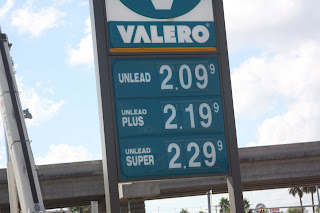 VALERO
UNLEAD 2.09 9
UNLEAD PLUS 2.19 9
UNLEAD SUPER 2.29 9